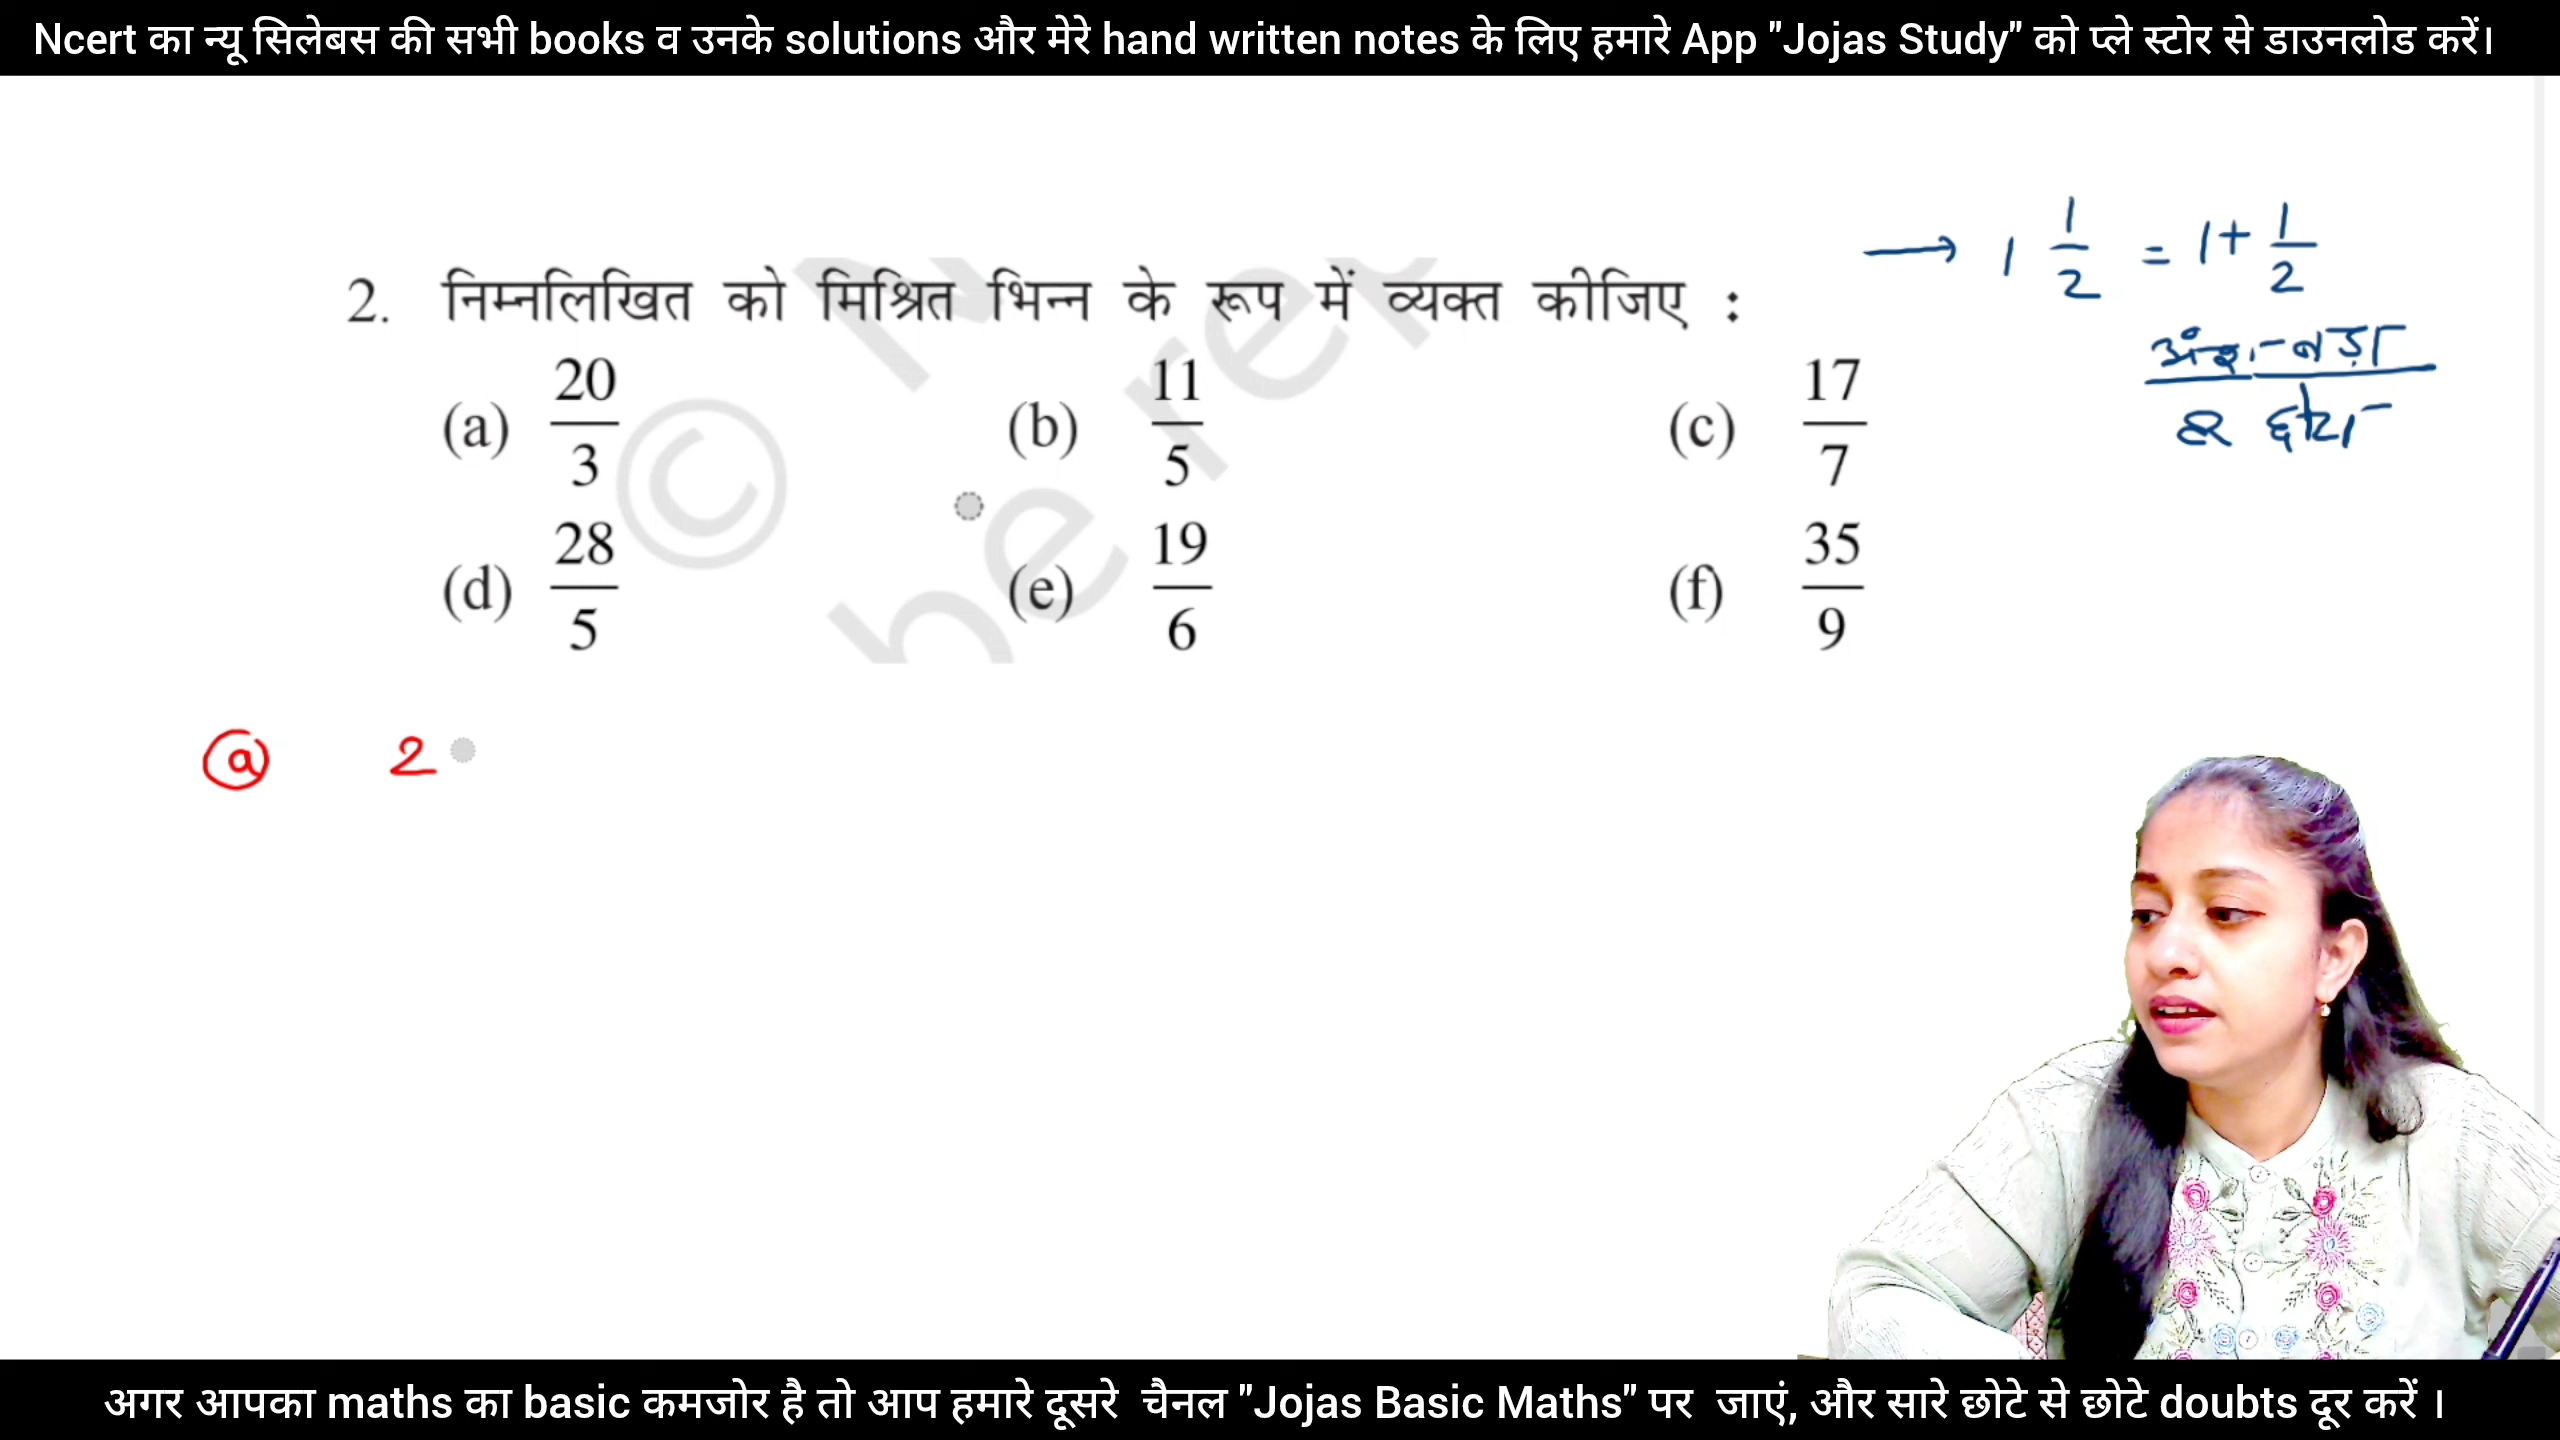 Ncert का न्यू सिलेबस की सभी books व उनके solutions और मेरे hand written notes के लिए हमारे App "Jojas Study" को प्ले स्टोर से डाउनलोड करें।
→ 1 1/2 = 1 + 1/2
2. निम्नलिखित को मिश्रित भिन्न के रूप में व्यक्त कीजिए :
अंश - बड़ा
हर छोटा
(a) 20/3 (b) 11/5 (c) 17/7
(d) 28/5 (e) 19/6 (f) 35/9
© N
be rep
(a) 2
अगर आपका maths का basic कमजोर है तो आप हमारे दूसरे चैनल "Jojas Basic Maths" पर जाएं, और सारे छोटे से छोटे doubts दूर करें ।